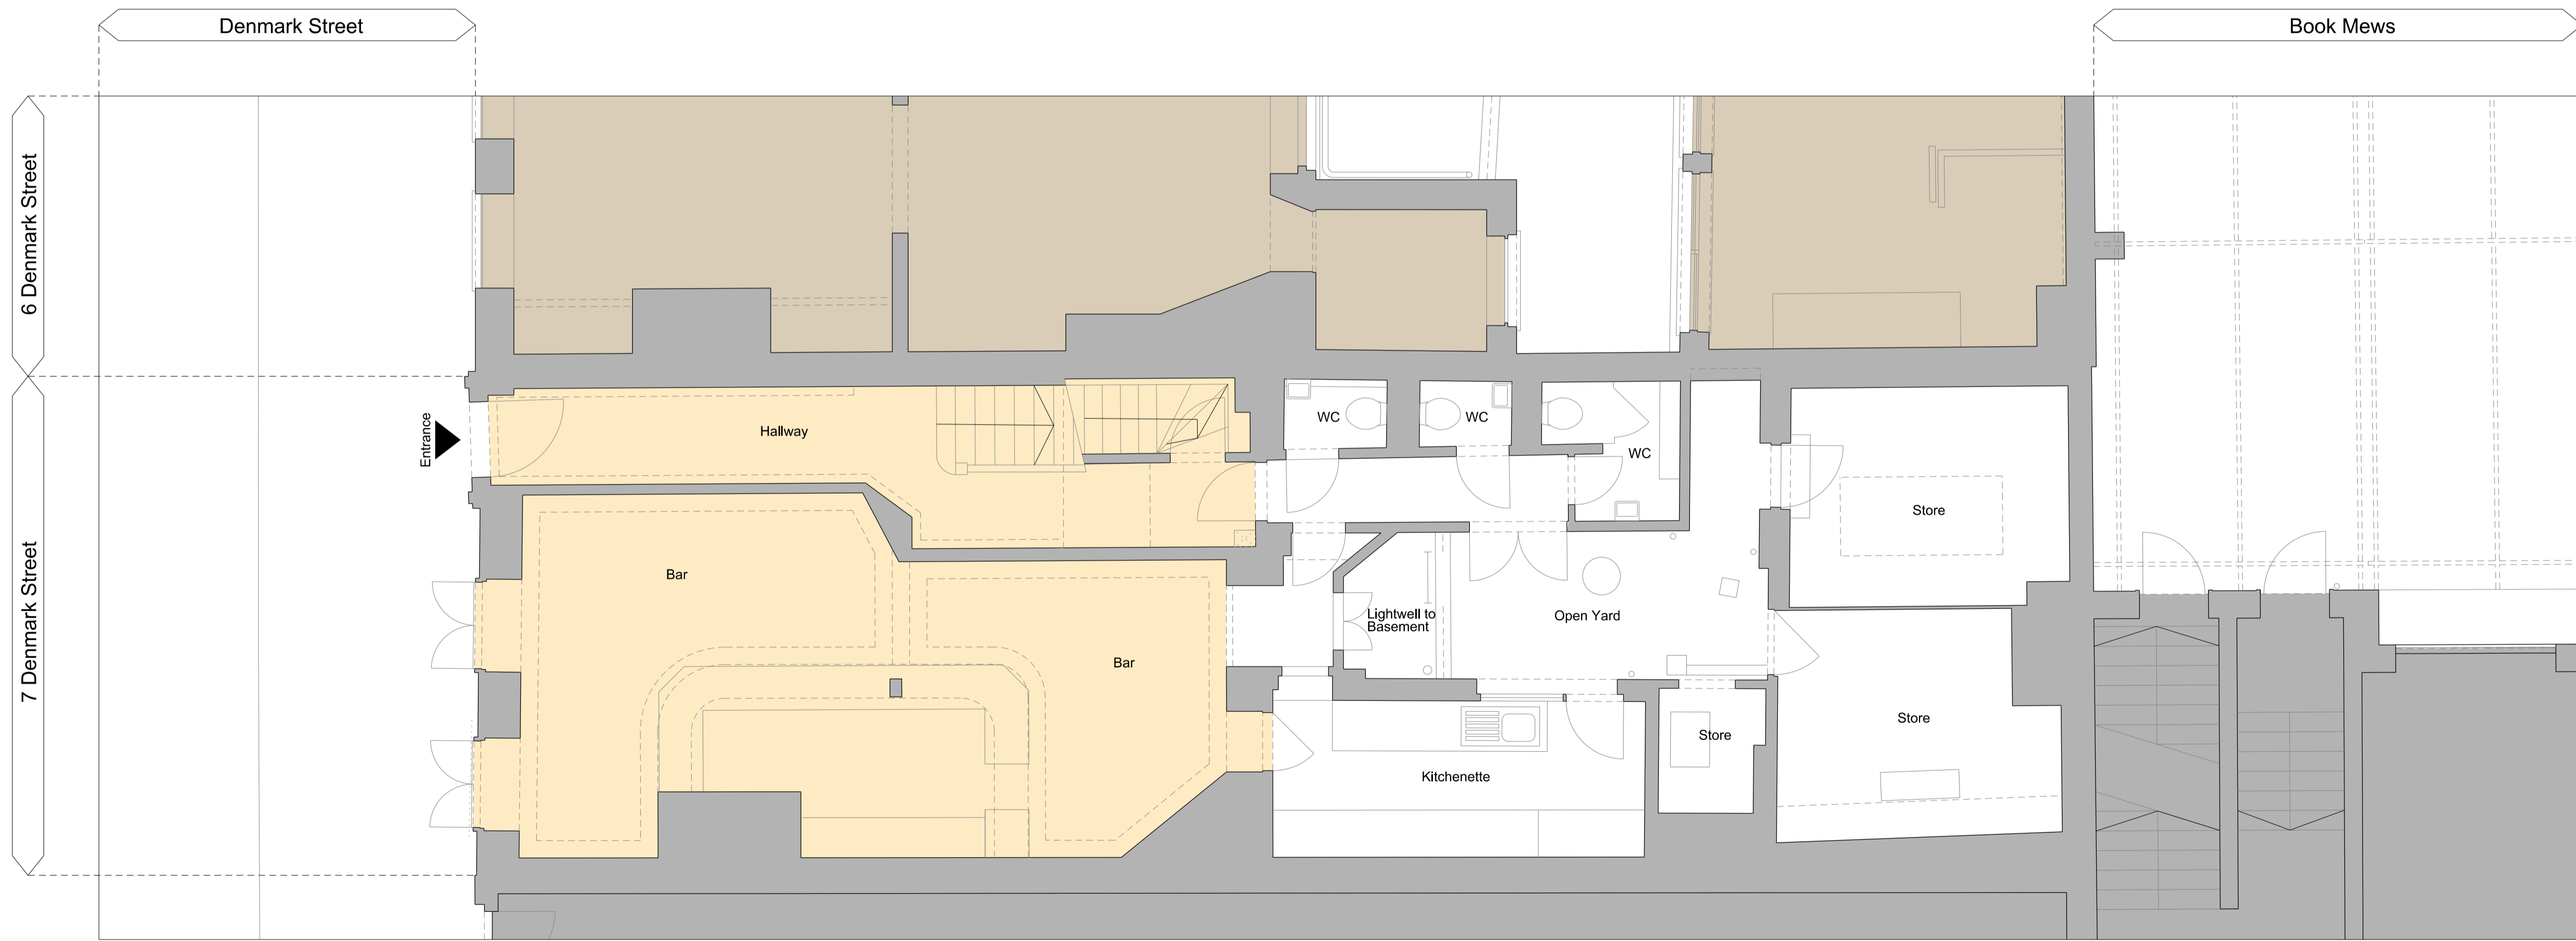 Denmark Street
Book Mews
6 Denmark Street
7 Denmark Street
Entrance
Hallway
WC
WC
WC
Store
Bar
Bar
Lightwell to
Basement
Open Yard
Store
Store
Kitchenette